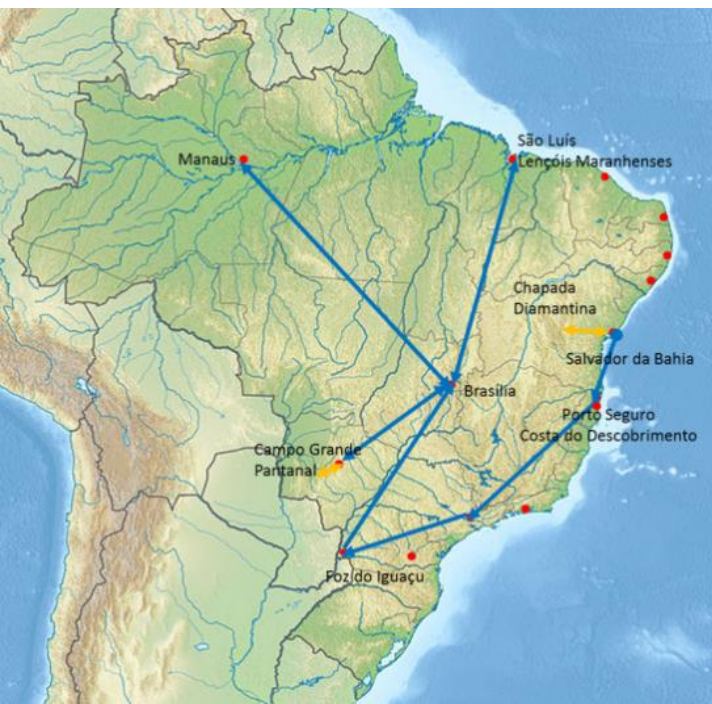 São Luís
Lençóis Maranhenses
Manaus
Chapada
Diamantina
Salvador da Bahia
Brasilia
Porto Seguro
Costa do Descobrimento
Campo Grande
Pantanal
Foz do Iguaçu